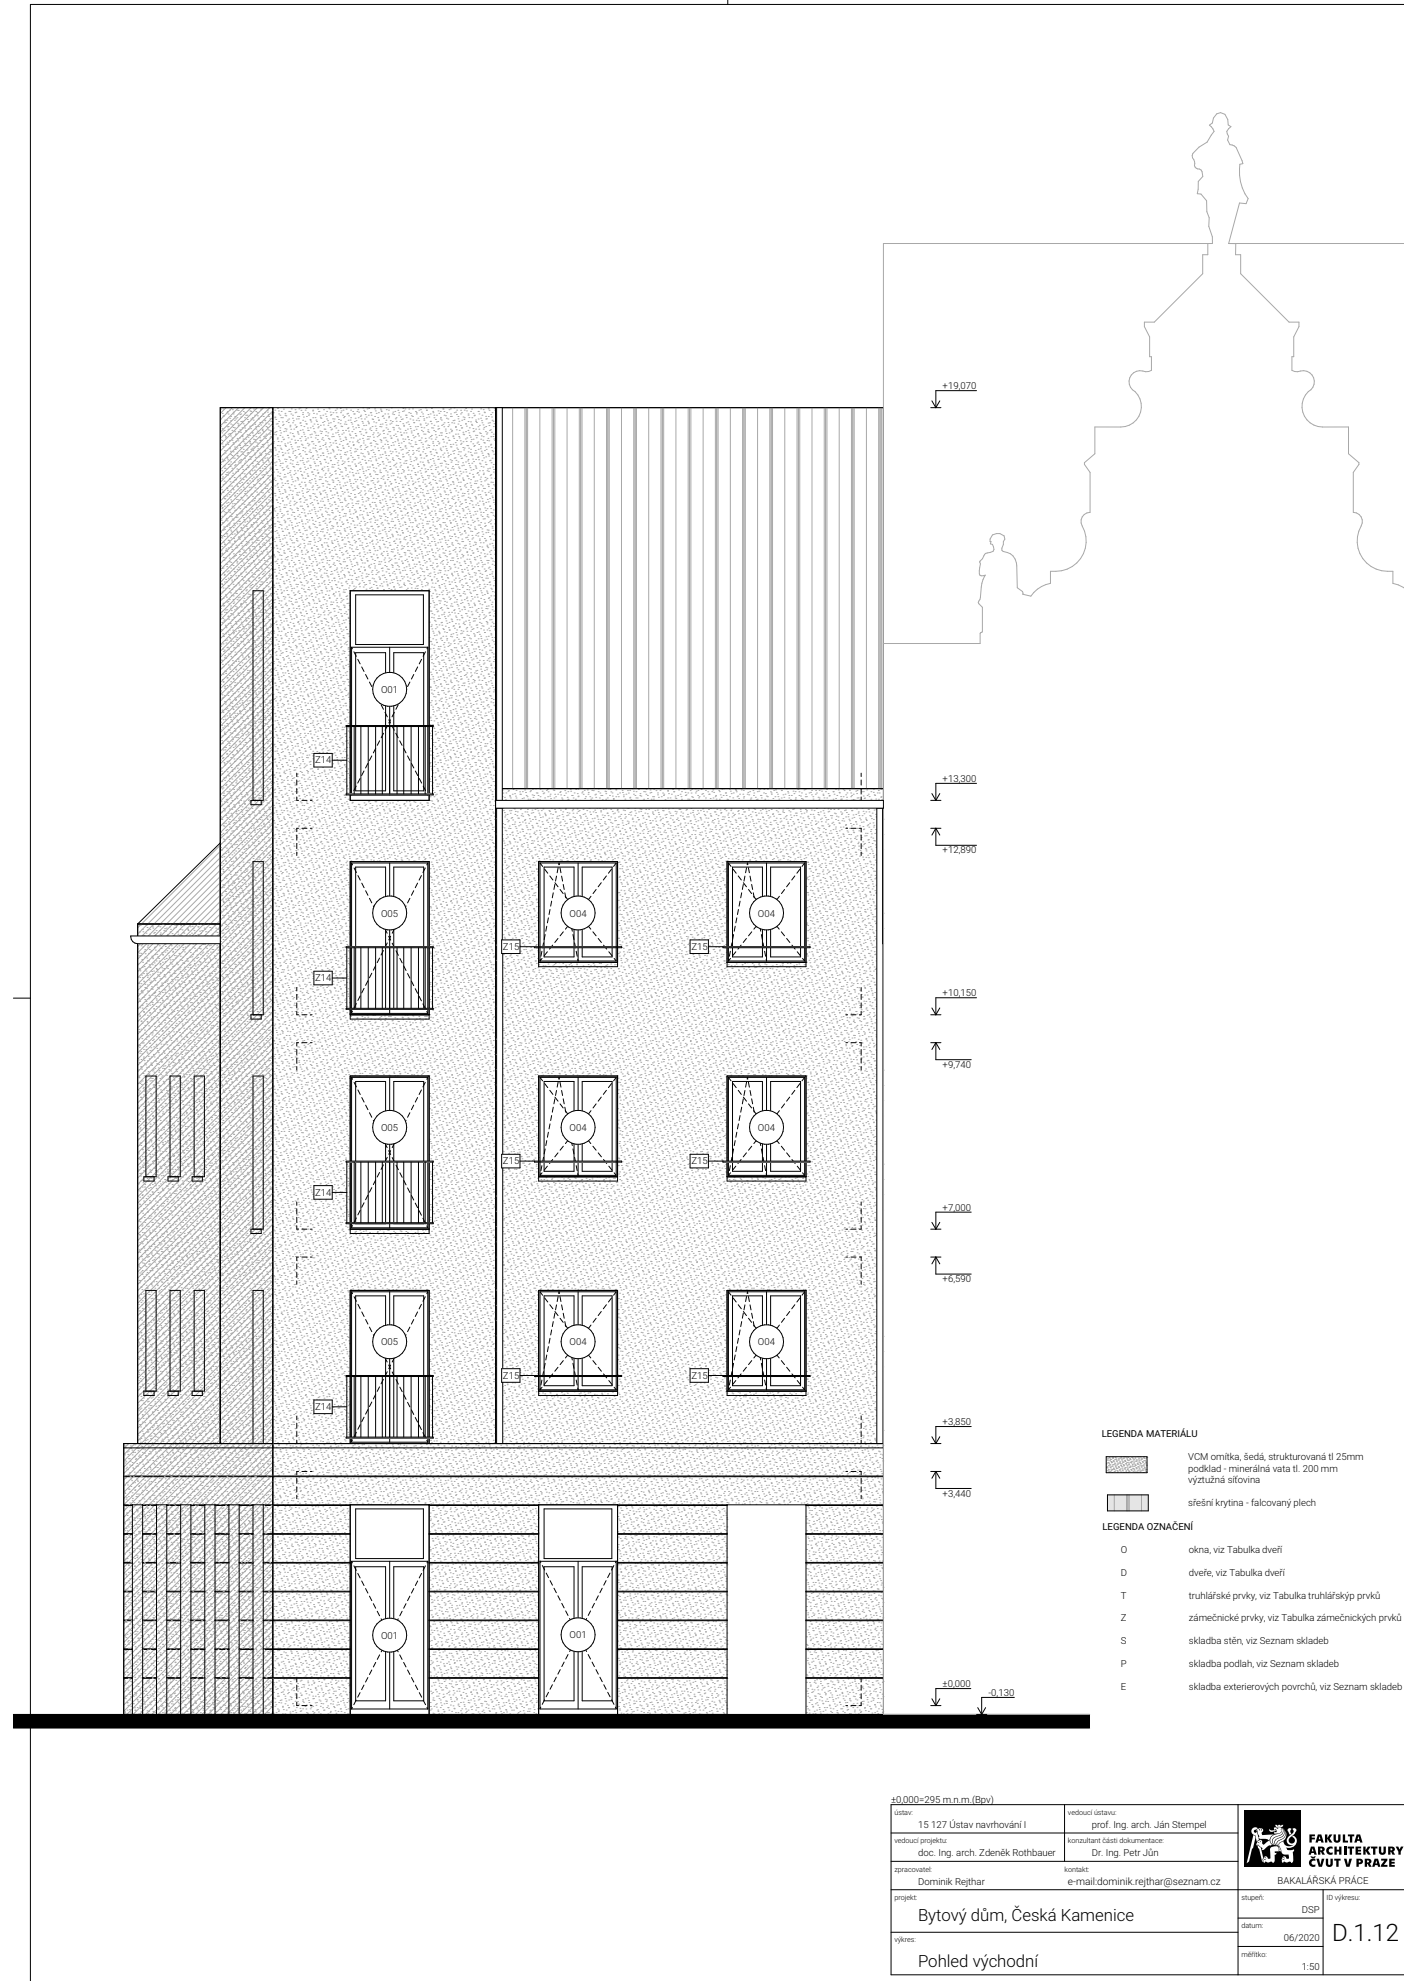 +19,070
O01
Z14
+13,300
+12,890
O05
O04
O04
Z15
Z15
Z14
+10,150
+9,740
O05
O04
O04
Z15
Z15
Z14
+7,000
+6,590
O05
O04
O04
Z15
Z15
Z14
+3,850
+3,440
O01
O01
±0,000
-0,130
LEGENDA MATERIÁLU
VCM omítka, šedá, strukturovaná tl 25mm
podklad - minerálná vata tl. 200 mm
výztužná síťovina
sřešní krytina - falcovaný plech
LEGENDA OZNAČENÍ
O okna, viz Tabulka dveří
D dveře, viz Tabulka dveří
T truhlářské prvky, viz Tabulka truhlářskýp prvků
Z zámečnické prvky, viz Tabulka zámečnických prvků
S skladba stěn, viz Seznam skladeb
P skladba podlah, viz Seznam skladeb
E skladba exterierových povrchů, viz Seznam skladeb
±0,000=295 m.n.m.(Bpv)
ústav:
15 127 Ústav navrhování I
vedoucí ústavu:
prof. Ing. arch. Ján Stempel
vedoucí projektu:
doc. Ing. arch. Zdeněk Rothbauer
konzultant části dokumentace:
Dr. Ing. Petr Jůn
zpracovatel:
Dominik Rejthar
kontakt:
e-mail:dominik.rejthar@seznam.cz
projekt:
Bytový dům, Česká Kamenice
výkres:
Pohled východní
FAKULTA
ARCHITEKTURY
ČVUT V PRAZE
BAKALÁŘSKÁ PRÁCE
stupeň:
DSP
datum:
06/2020
měřítko:
1:50
ID výkresu:
D.1.12